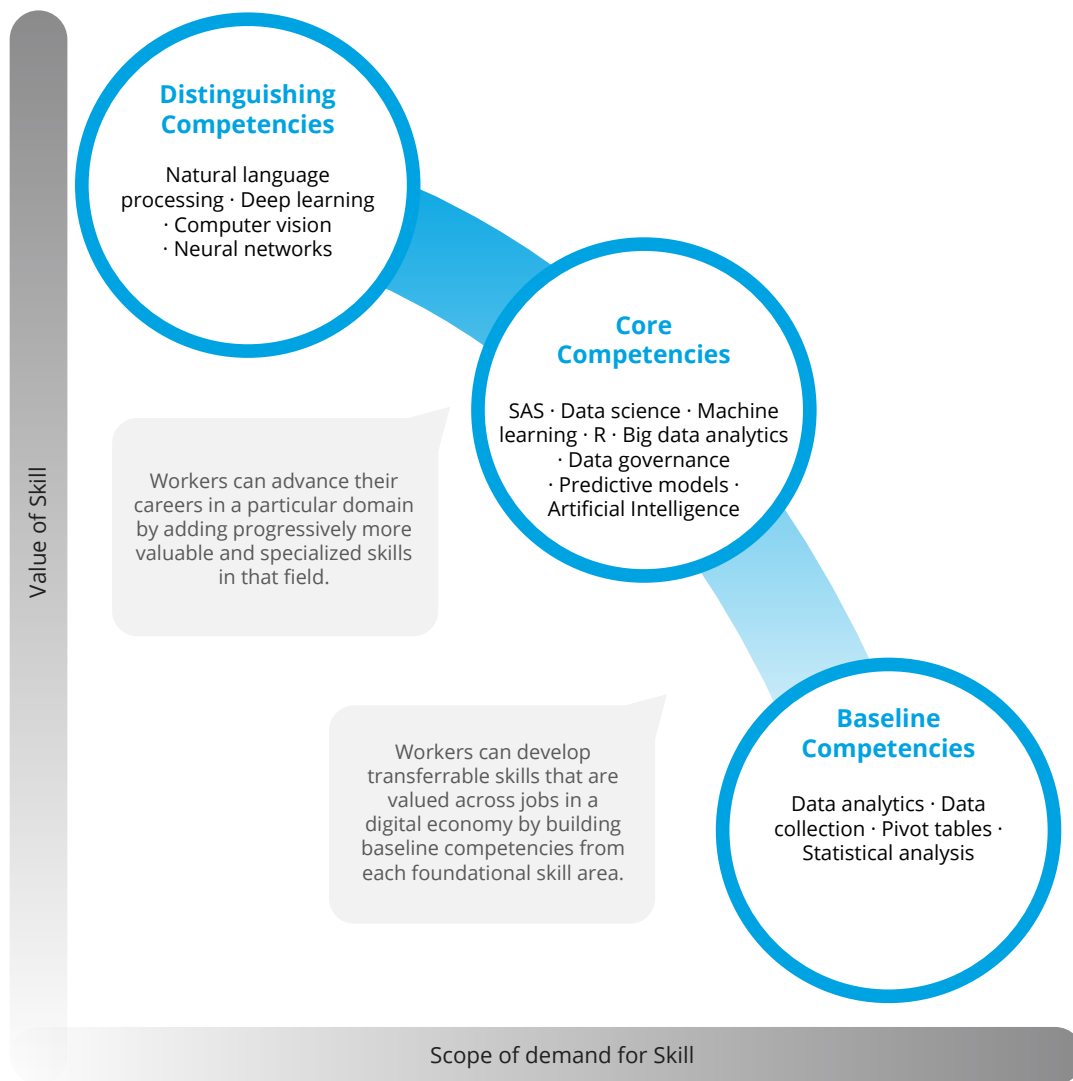 Distinguishing
Competencies
Natural language
processing · Deep learning
· Computer vision
· Neural networks
Core
Competencies
SAS · Data science · Machine
learning · R · Big data analytics
· Data governance
· Predictive models ·
Artificial Intelligence
Workers can advance their
careers in a particular domain
by adding progressively more
valuable and specialized skills
in that field.
Value of Skill
Workers can develop
transferrable skills that are
valued across jobs in a
digital economy by building
baseline competencies from
each foundational skill area.
Baseline
Competencies
Data analytics · Data
collection · Pivot tables ·
Statistical analysis
Scope of demand for Skill